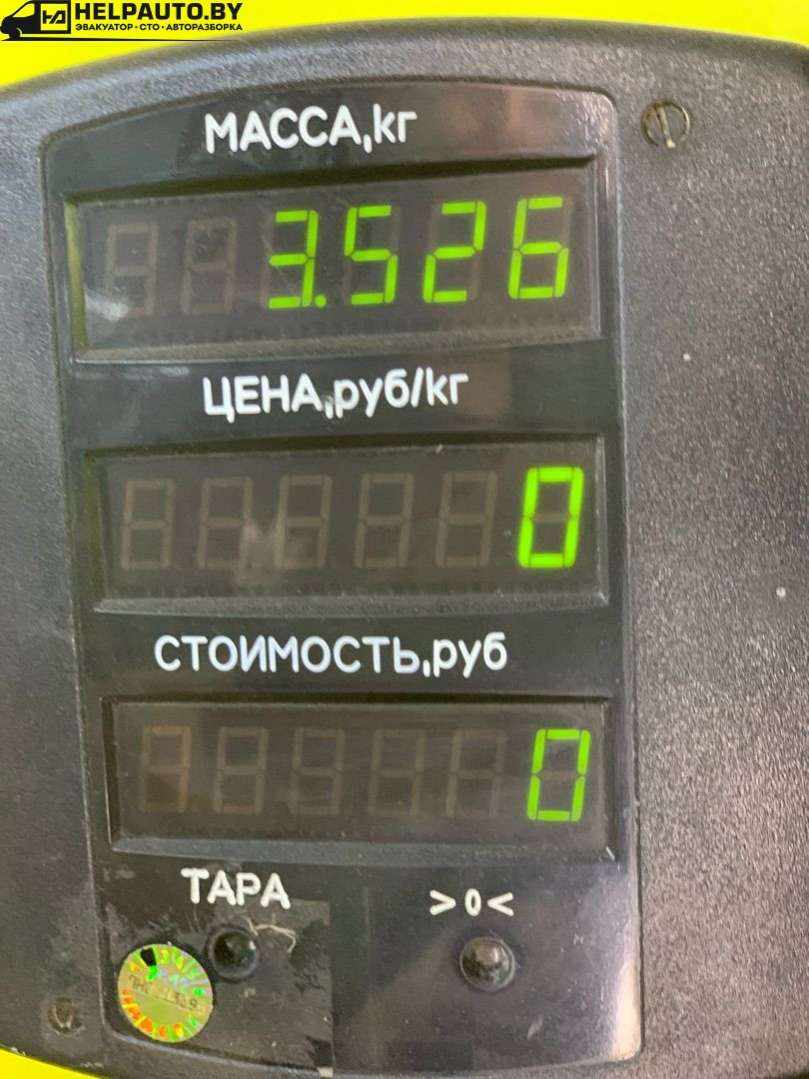 HELPAUTO.BY
ЭВАКУАТОР · СТО · АВТОРАЗБОРКА
МАССА,кг
3.526
ЦЕНА,руб/кг
0
СТОИМОСТЬ,руб
0
ТАРА
>0<